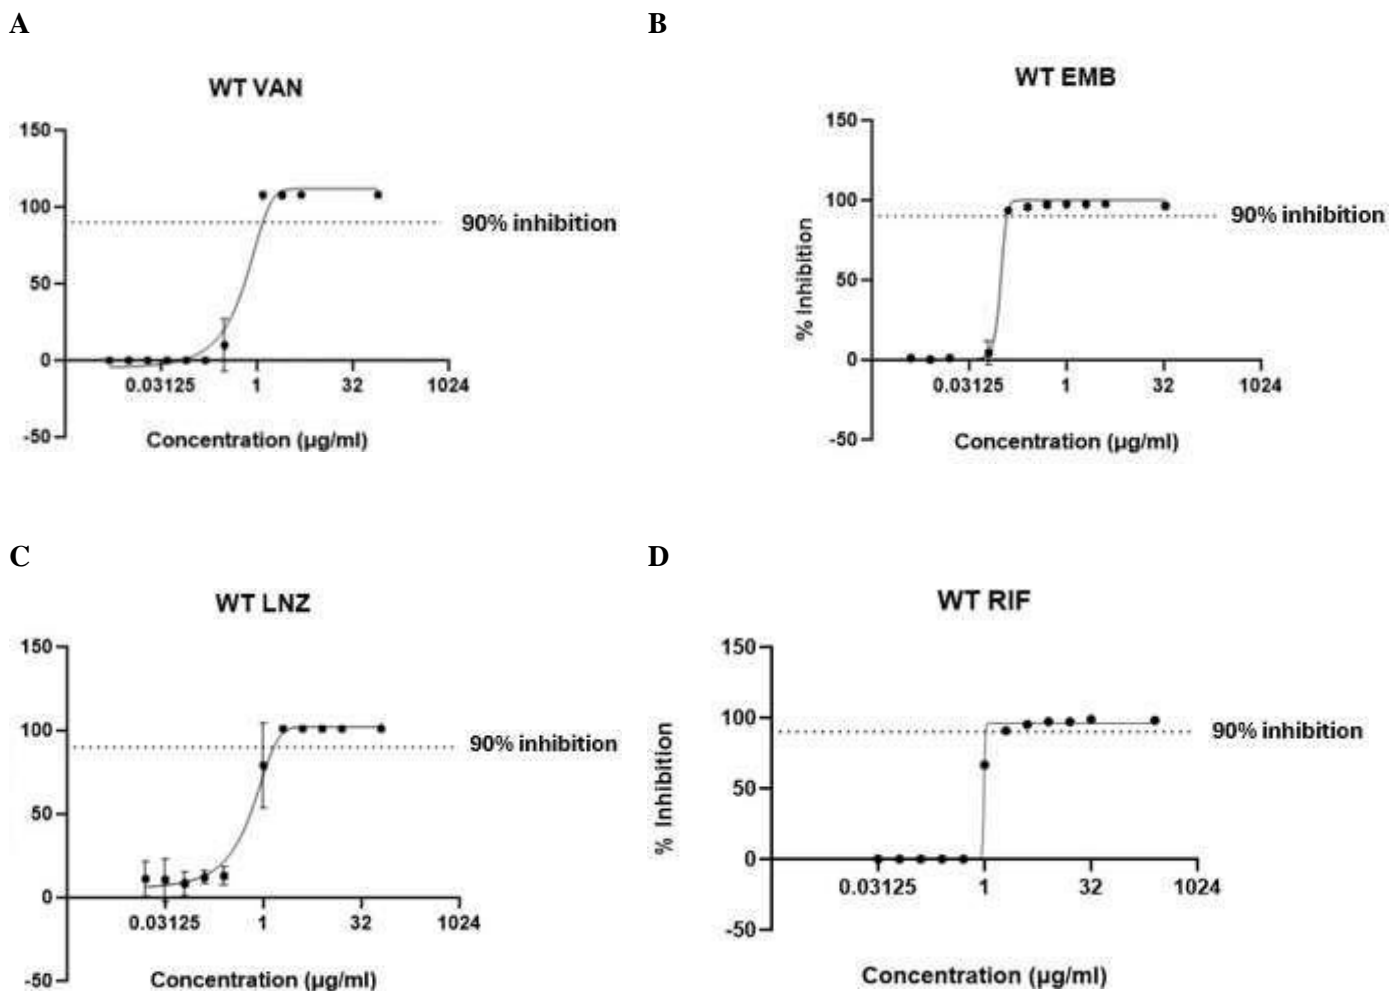 A
WT VAN
150
100
90% inhibition
50
0
0.03125 1 32 1024
-50
Concentration (µg/ml)
B
WT EMB
150
100
90% inhibition
50
% Inhibition
0
0.03125 1 32 1024
-50
Concentration (µg/ml)
C
WT LNZ
150
100
90% inhibition
50
0
0.03125 1 32 1024
-50
Concentration (µg/ml)
D
WT RIF
150
100
90% inhibition
50
% Inhibition
0
0.03125 1 32 1024
-50
Concentration (µg/ml)